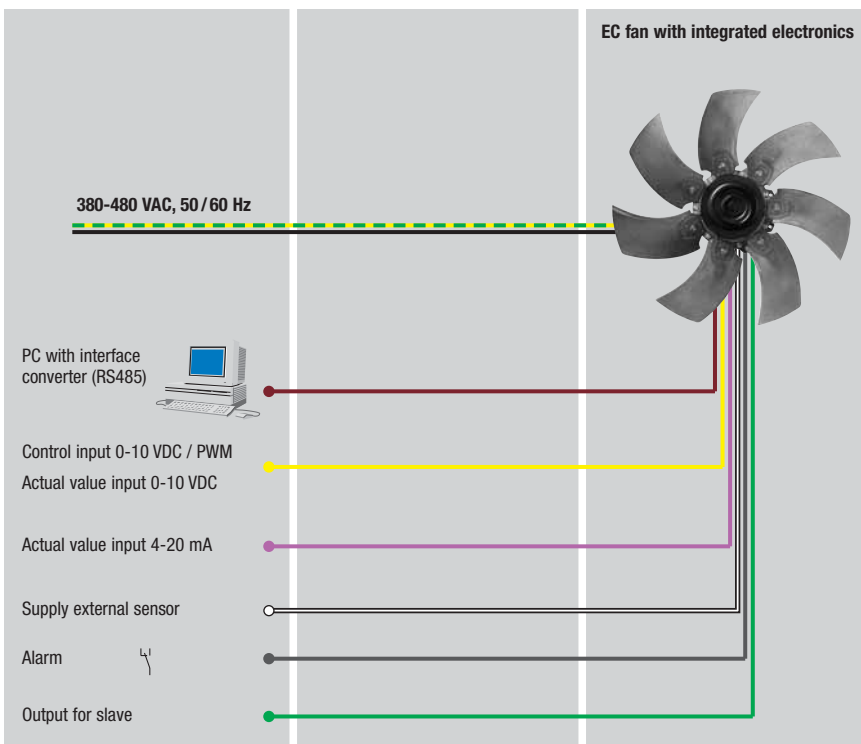 EC fan with integrated electronics
380-480 VAC, 50 / 60 Hz
PC with interface
converter (RS485)
Control input 0-10 VDC / PWM
Actual value input 0-10 VDC
Actual value input 4-20 mA
Supply external sensor
Alarm
Output for slave